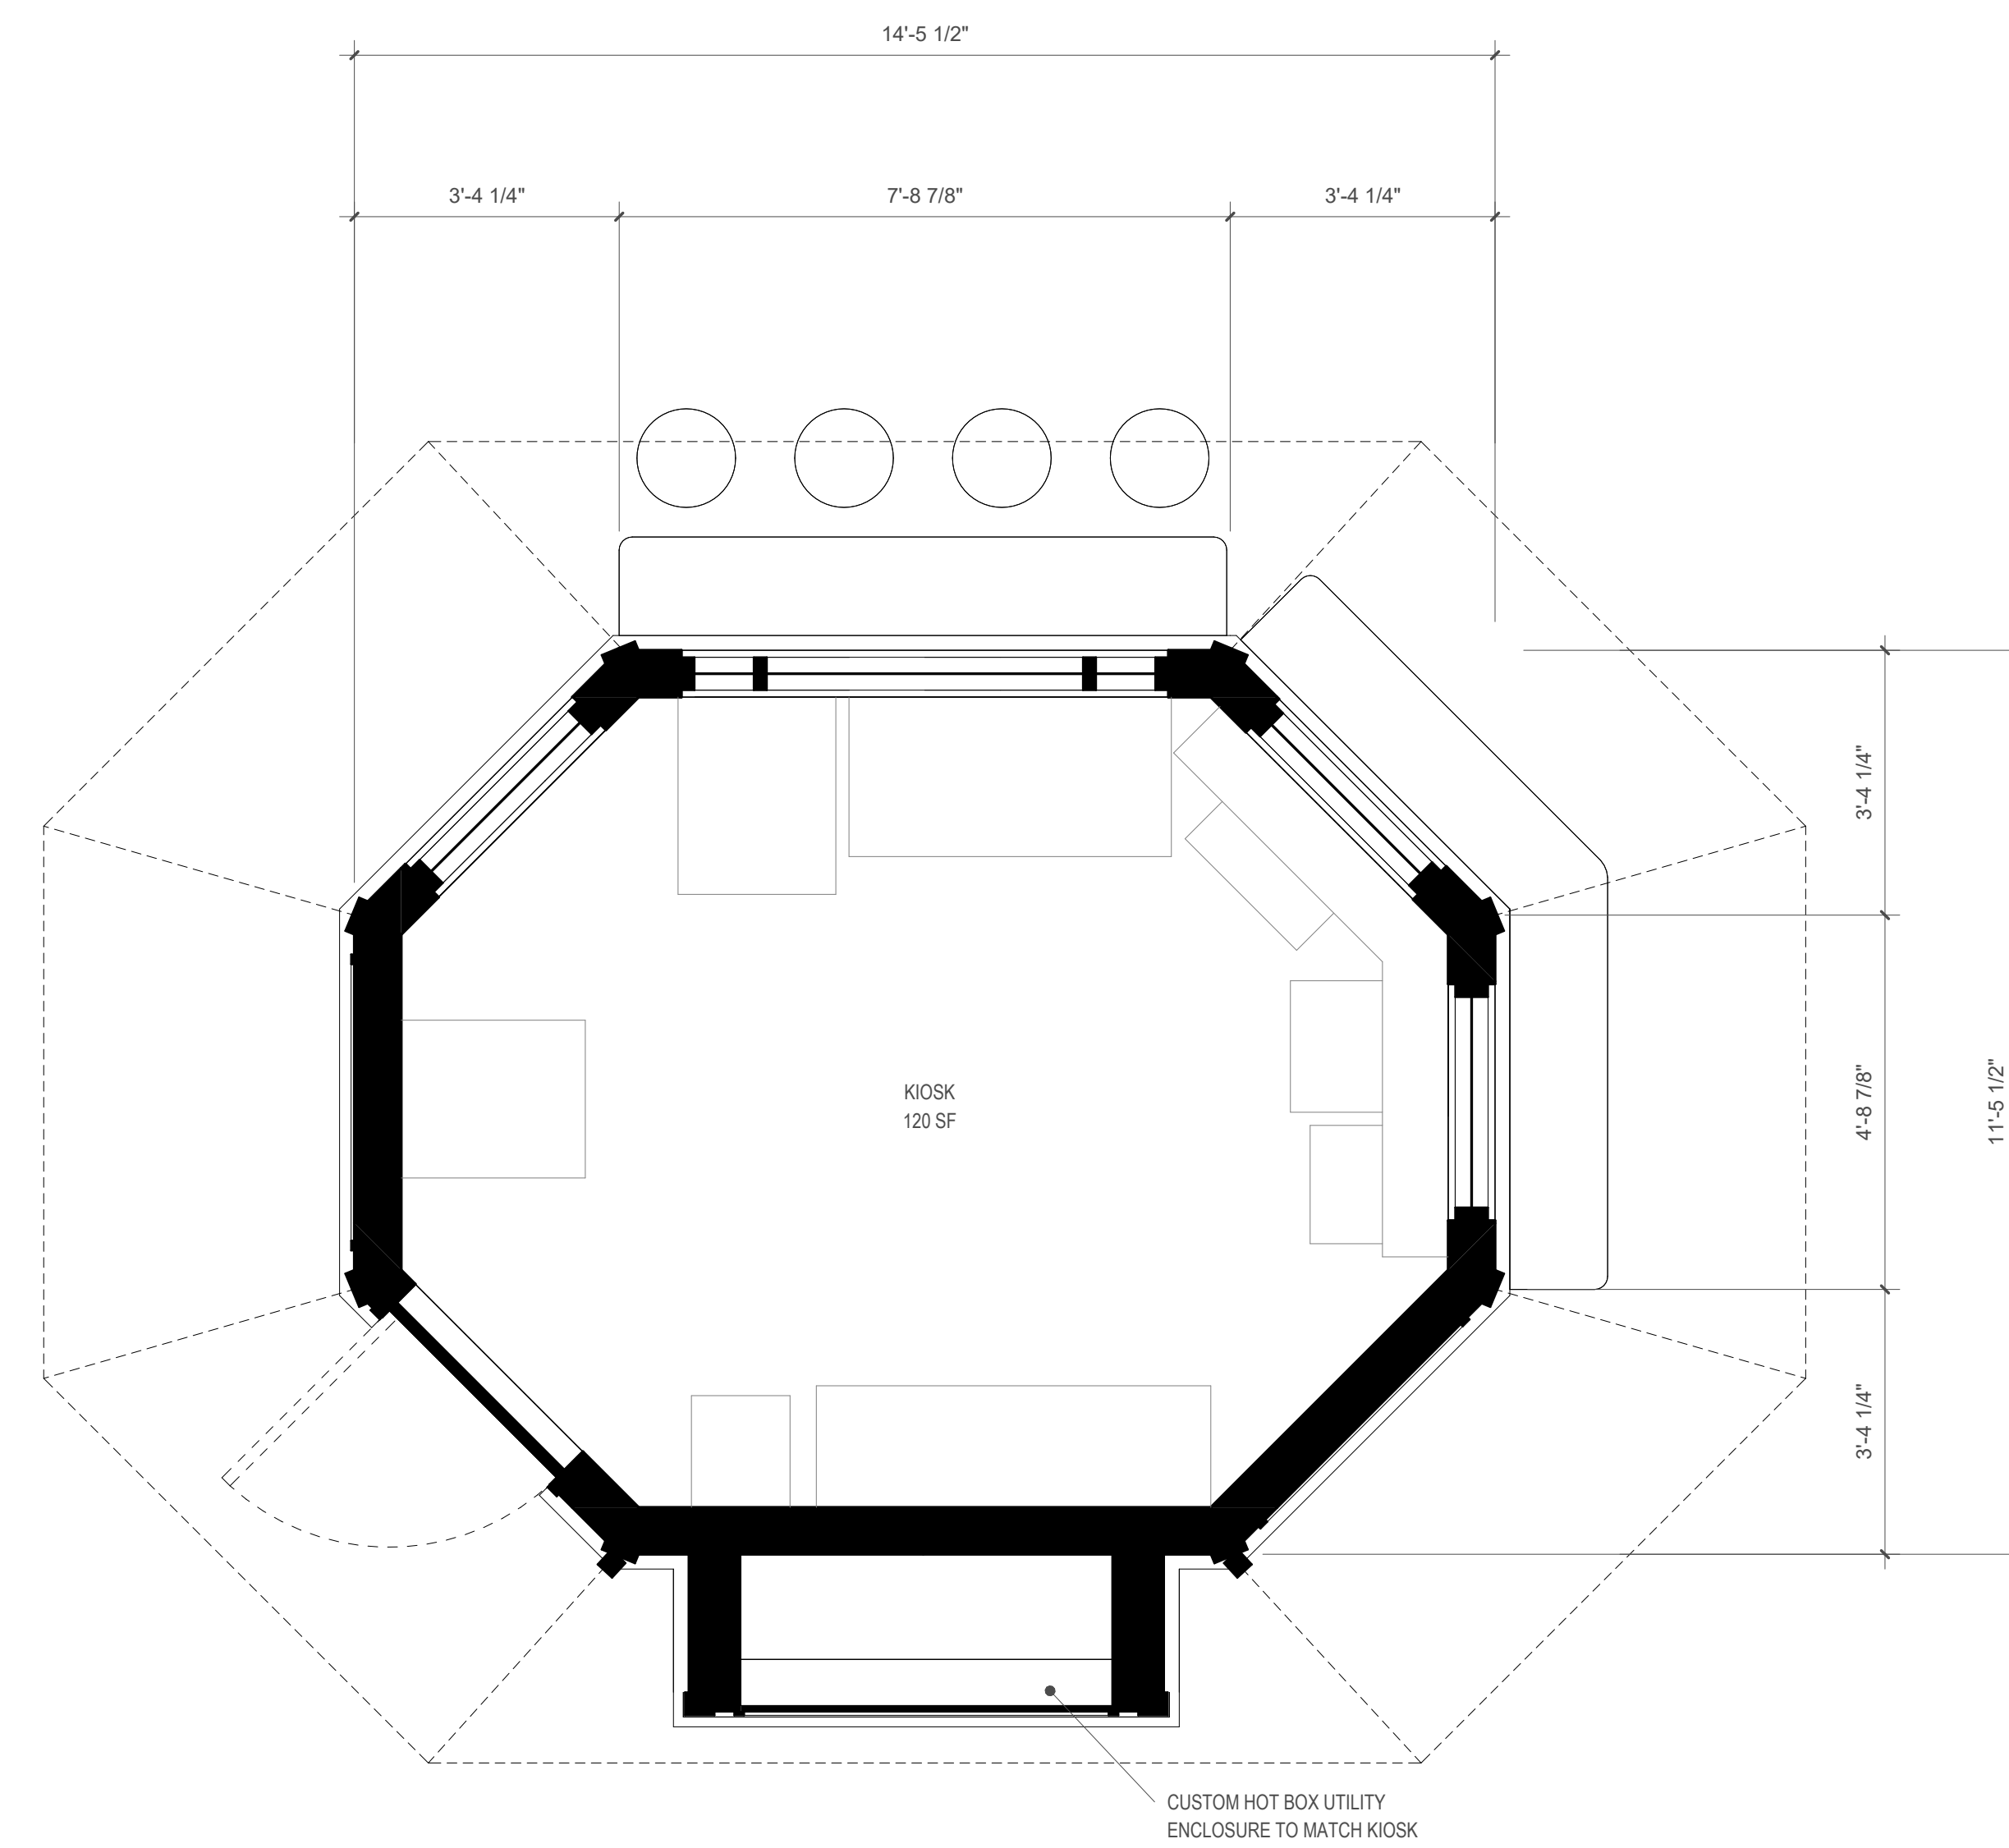 14'-5 1/2"
3'-4 1/4"
7'-8 7/8"
3'-4 1/4"
3'-4 1/4"
4'-8 7/8"
11'-5 1/2"
3'-4 1/4"
KIOSK
120 SF
CUSTOM HOT BOX UTILITY
ENCLOSURE TO MATCH KIOSK